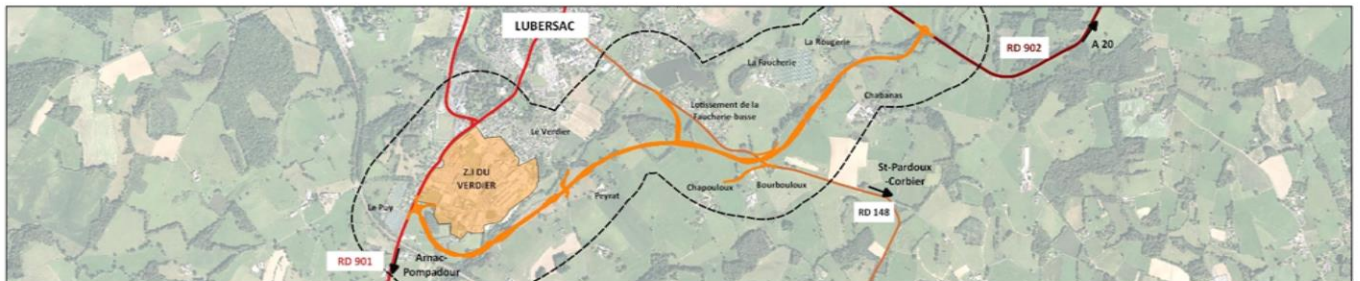 LUBERSAC
La Rougerie
RD 902
A 20
La Faucherie
Chabanas
Lotissement de la
Faucherie-basse
Le Verdier
Z.I DU
VERDIER
St-Pardoux
-Corbier
Chapouloux
Bourbouloux
Peyrat
Le Puy
RD 148
RD 901
Arnac-
Pompadour